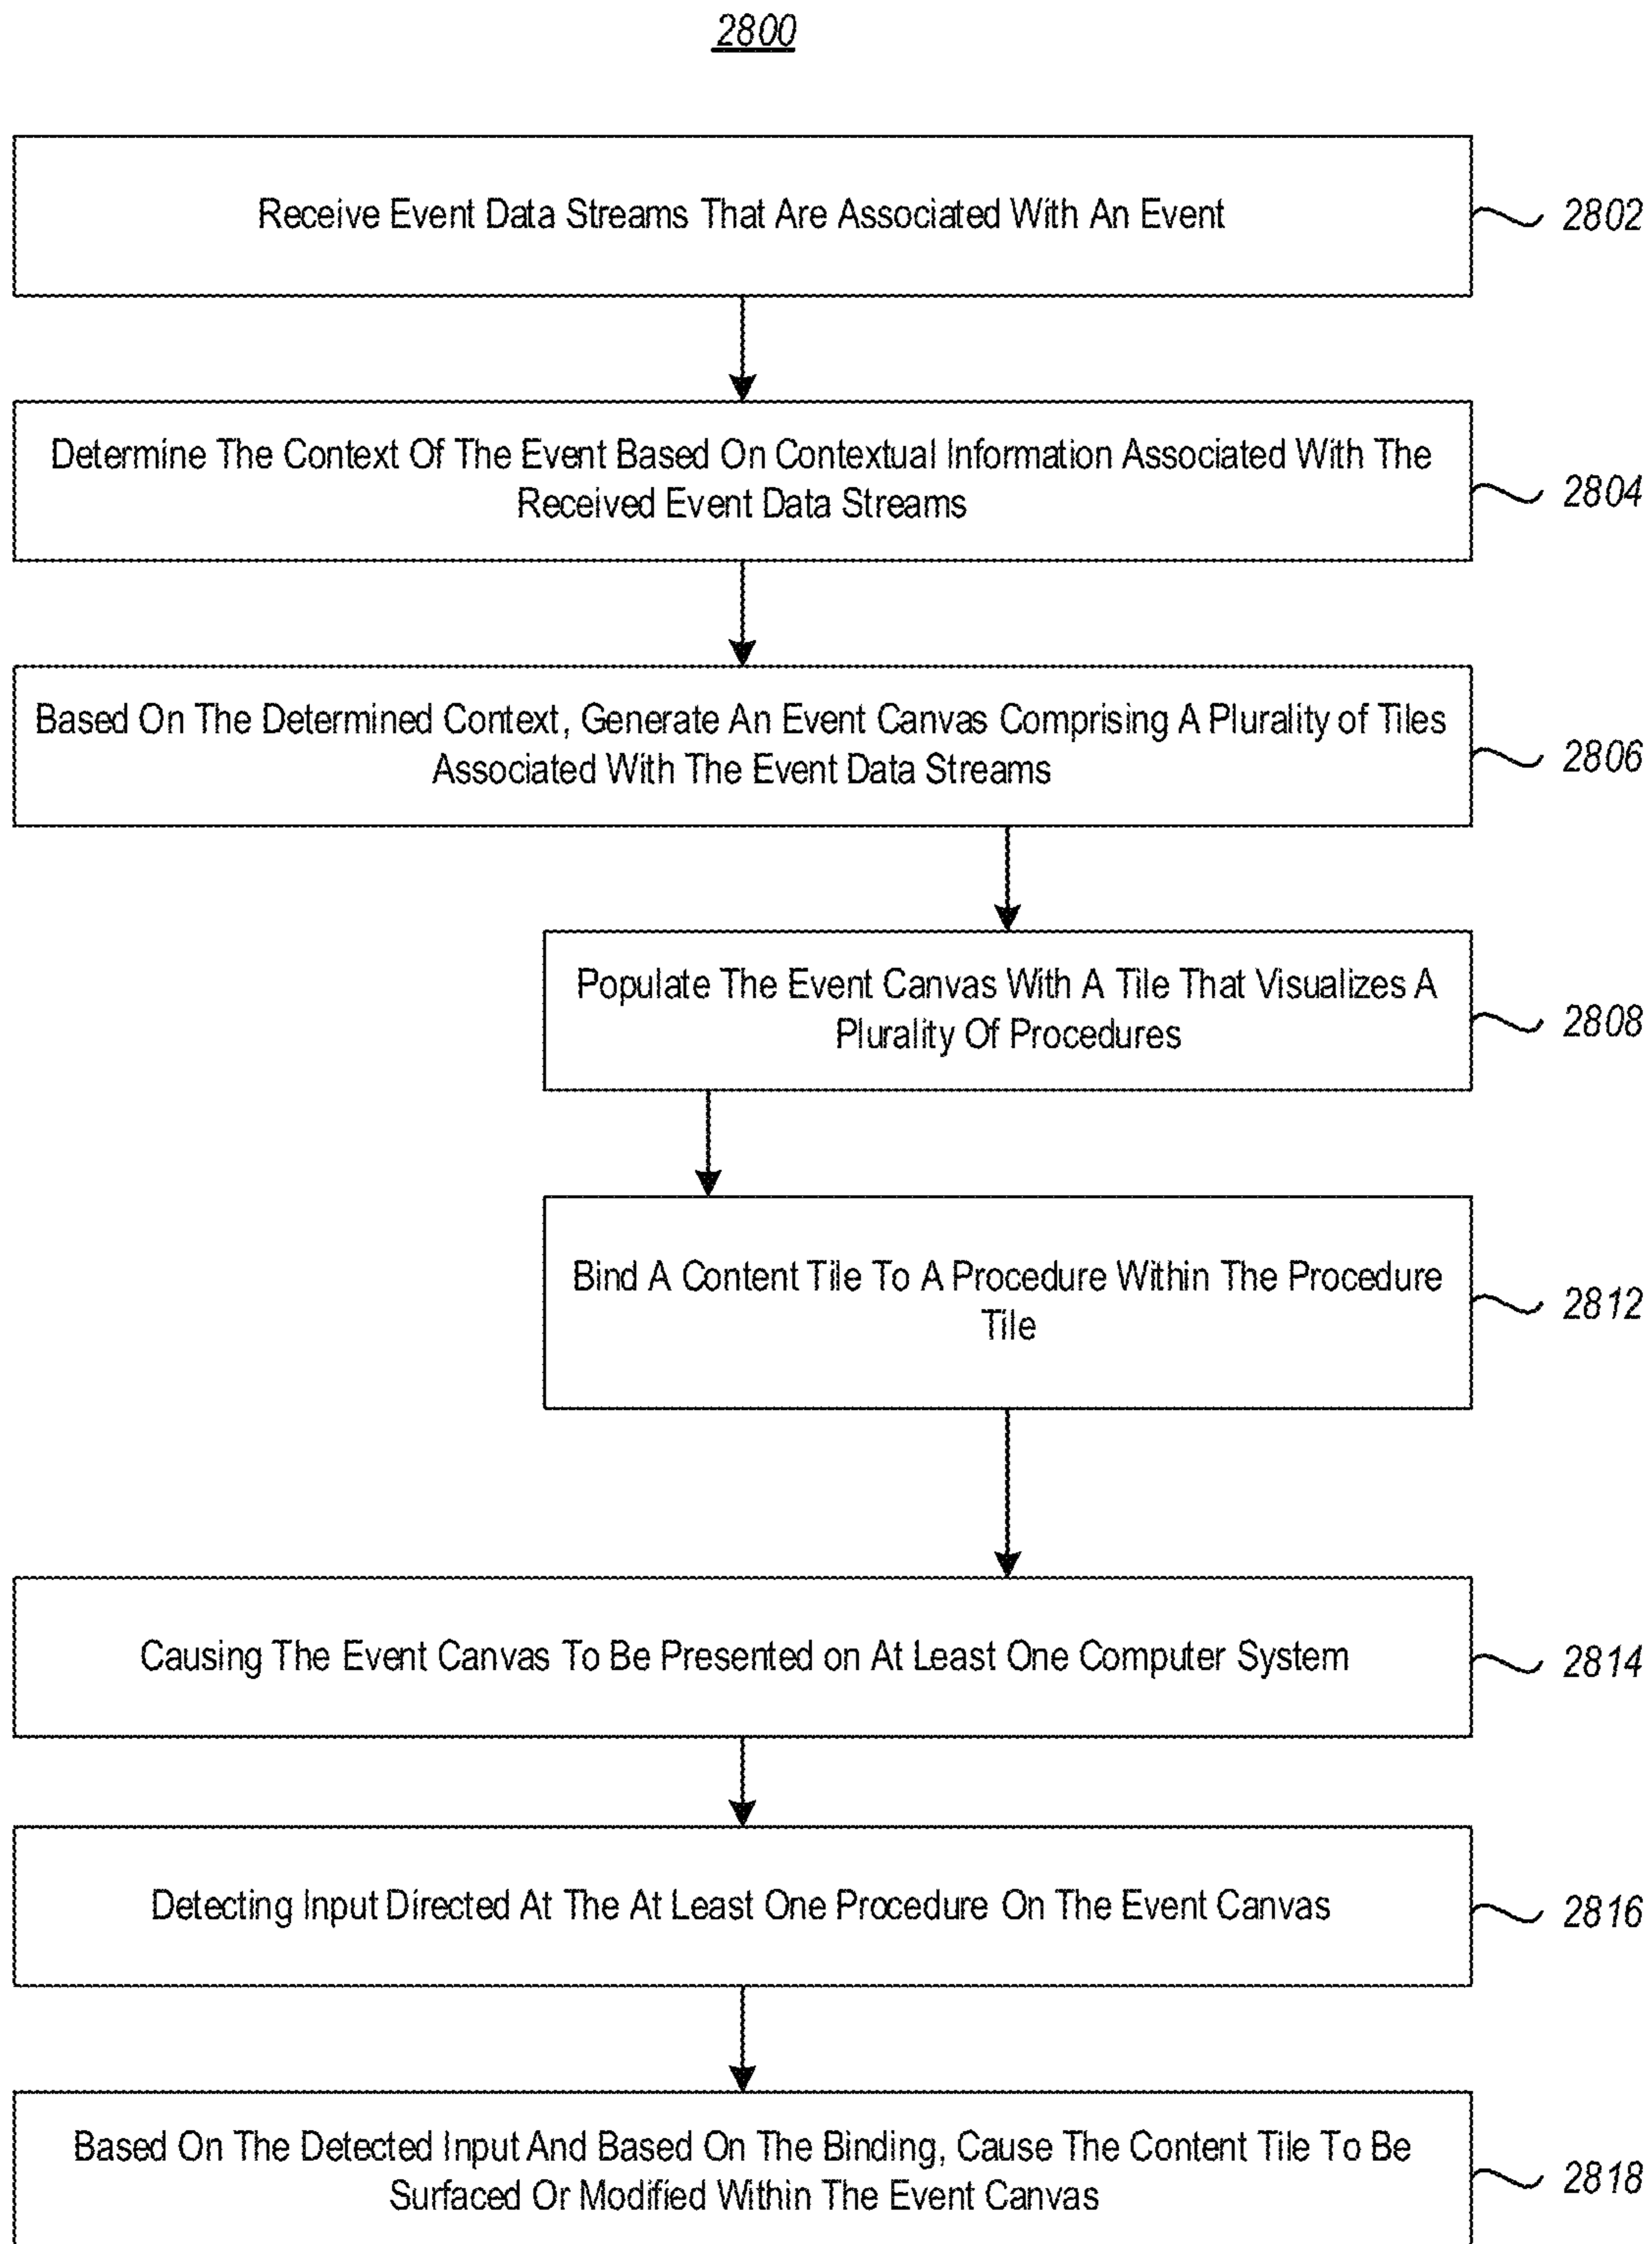 2800
Receive Event Data Streams That Are Associated With An Event
2802
Determine The Context Of The Event Based On Contextual Information Associated With The
Received Event Data Streams
2804
Based On The Determined Context, Generate An Event Canvas Comprising A Plurality of Tiles
Associated With The Event Data Streams
2806
Populate The Event Canvas With A Tile That Visualizes A
Plurality Of Procedures
2808
Bind A Content Tile To A Procedure Within The Procedure
Tile
2812
Causing The Event Canvas To Be Presented on At Least One Computer System
2814
Detecting Input Directed At The At Least One Procedure On The Event Canvas
2816
Based On The Detected Input And Based On The Binding, Cause The Content Tile To Be
Surfaced Or Modified Within The Event Canvas
2818